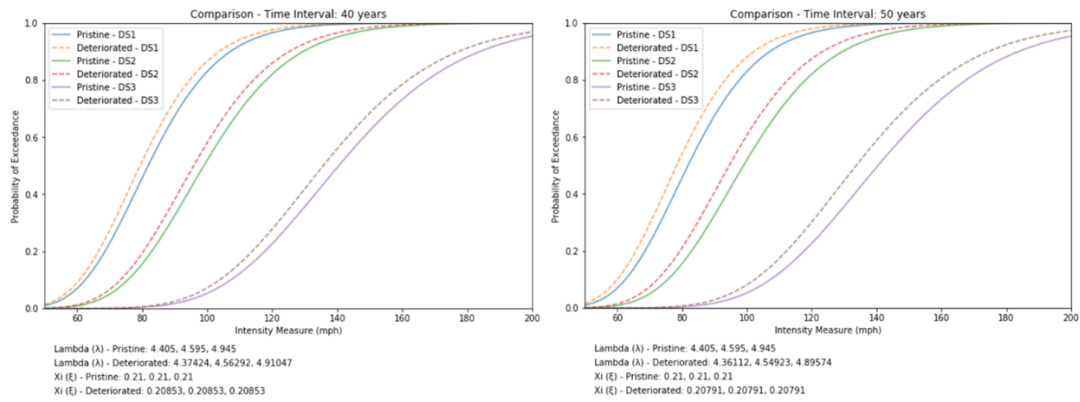 Comparison - Time Interval: 40 years
1.0
0.8
0.6
0.4
0.2
0.0
Probability of Exceedance
Pristine - DS1
Deteriorated - DS1
Pristine - DS2
Deteriorated - DS2
Pristine - DS3
Deteriorated - DS3
60 80 100 120 140 160 180 200
Intensity Measure (mph)
Lambda (λ) - Pristine: 4.405, 4.595, 4.945
Lambda (λ) - Deteriorated: 4.37424, 4.56292, 4.91047
Xi (ξ) - Pristine: 0.21, 0.21, 0.21
Xi (ξ) - Deteriorated: 0.20853, 0.20853, 0.20853
Comparison - Time Interval: 50 years
1.0
0.8
0.6
0.4
0.2
0.0
Probability of Exceedance
Pristine - DS1
Deteriorated - DS1
Pristine - DS2
Deteriorated - DS2
Pristine - DS3
Deteriorated - DS3
60 80 100 120 140 160 180 200
Intensity Measure (mph)
Lambda (λ) - Pristine: 4.405, 4.595, 4.945
Lambda (λ) - Deteriorated: 4.36112, 4.54923, 4.89574
Xi (ξ) - Pristine: 0.21, 0.21, 0.21
Xi (ξ) - Deteriorated: 0.20791, 0.20791, 0.20791